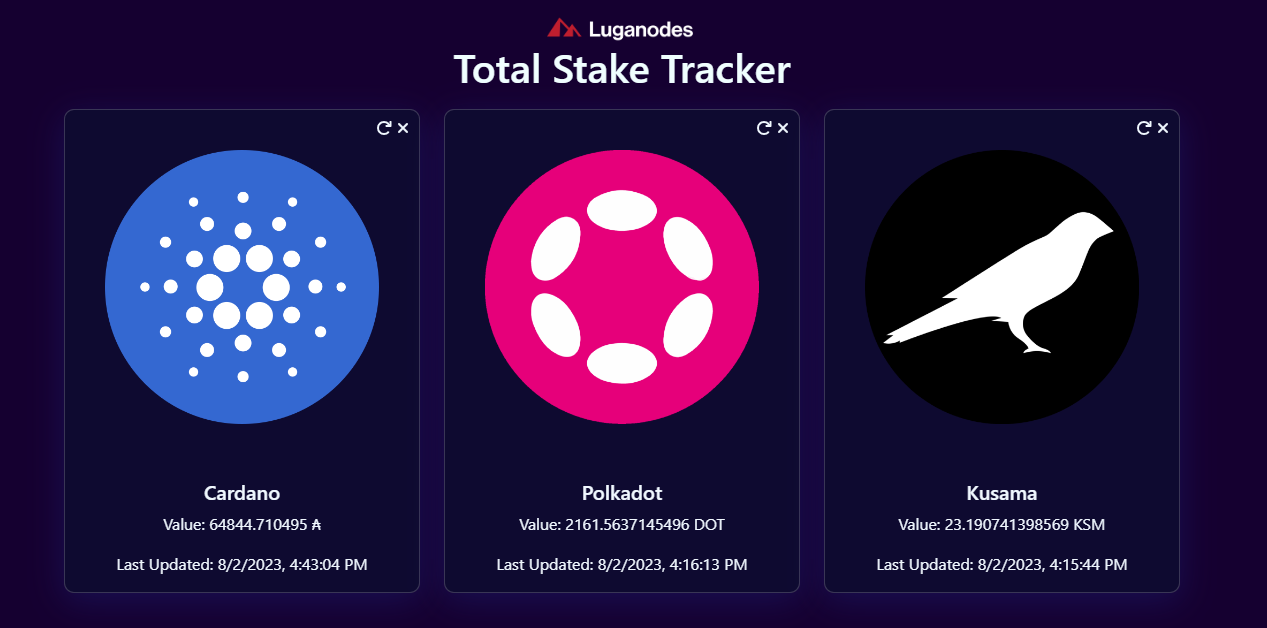 Luganodes
Total Stake Tracker
Cardano
Value: 64844.710495 ₳
Last Updated: 8/2/2023, 4:43:04 PM
Polkadot
Value: 2161.5637145496 DOT
Last Updated: 8/2/2023, 4:16:13 PM
Kusama
Value: 23.190741398569 KSM
Last Updated: 8/2/2023, 4:15:44 PM